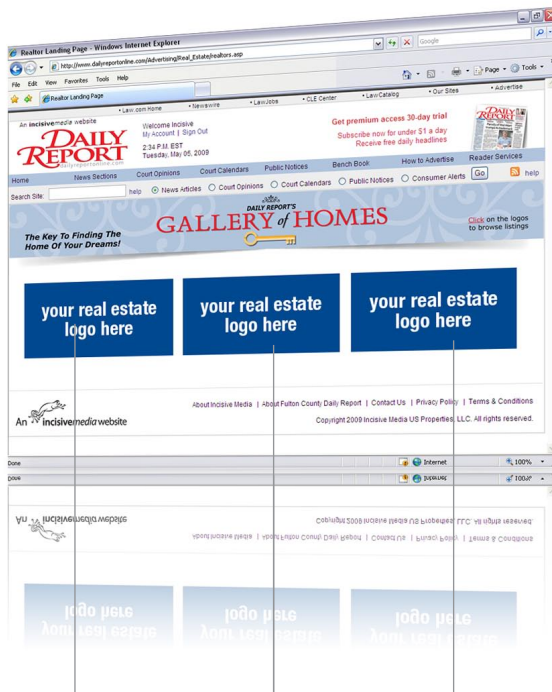 Realtor Landing Page - Windows Internet Explorer
http://www.dailyreportonline.com/Advertising/Real_Estate/realtors.asp
Google
File Edit View Favorites Tools Help
Realtor Landing Page
Page Tools
Law.com Home Newswire LawJobs CLE Center LawCatalog Our Sites Advertise
An incisivemedia website
DAILY REPORT
dailyreportonline.com
Welcome Incisive
My Account | Sign Out
2:34 P.M. EST
Tuesday, May 05, 2009
Get premium access 30-day trial
Subscribe now for under $1 a day
Receive free daily headlines
DAILY REPORT
Home News Sections Court Opinions Court Calendars Public Notices Bench Book How to Advertise Reader Services
Search Site: help News Articles Court Opinions Court Calendars Public Notices Consumer Alerts Go help
The Key To Finding The
Home Of Your Dreams!
DAILY REPORT'S
GALLERY of HOMES
Click on the logos
to browse listings
your real estate
logo here
your real estate
logo here
your real estate
logo here
An incisivemedia website
About Incisive Media | About Fulton County Daily Report | Contact Us | Privacy Policy | Terms & Conditions
Copyright 2009 Incisive Media US Properties, LLC. All rights reserved.
Done Internet 100%